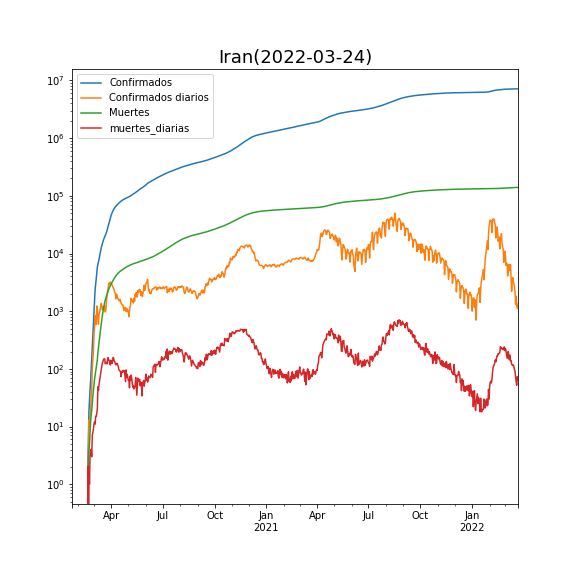 Iran(2022-03-24)
Confirmados
Confirmados diarios
Muertes
muertes_diarias
10⁷
10⁶
10⁵
10⁴
10³
10²
10¹
10⁰
Apr Jul Oct Jan Apr Jul Oct Jan
2021 2022